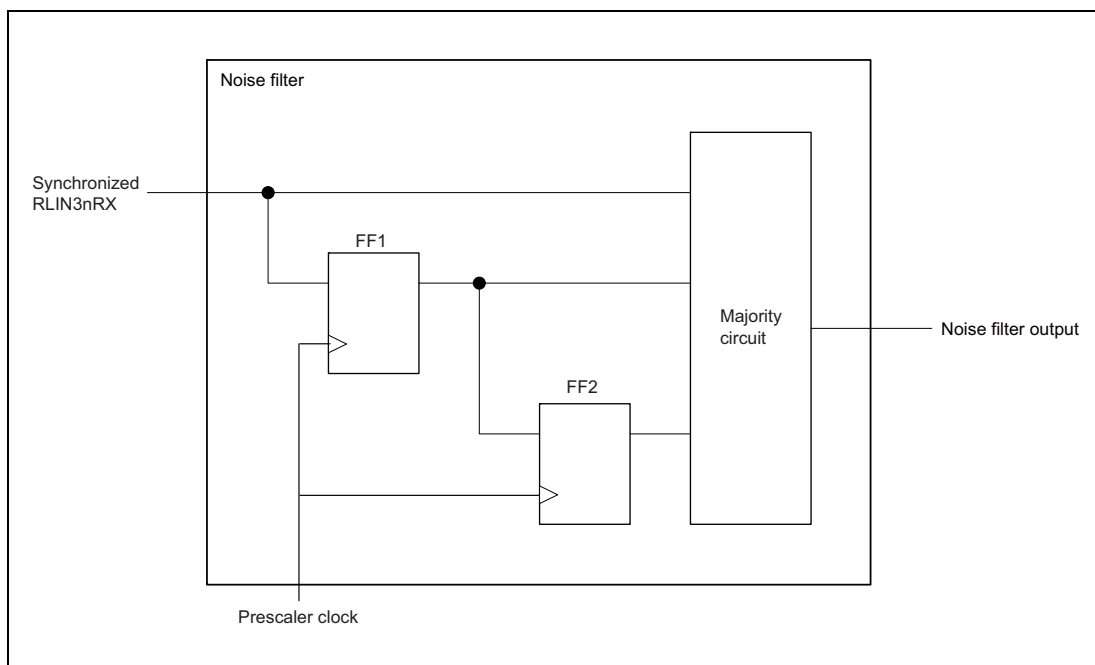 Noise filter
Synchronized
RLIN3nRX
FF1
Majority
circuit
Noise filter output
FF2
Prescaler clock